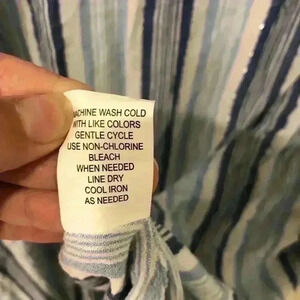 MACHINE WASH COLD
WITH LIKE COLORS
GENTLE CYCLE
USE NON-CHLORINE
BLEACH
WHEN NEEDED
LINE DRY
COOL IRON
AS NEEDED